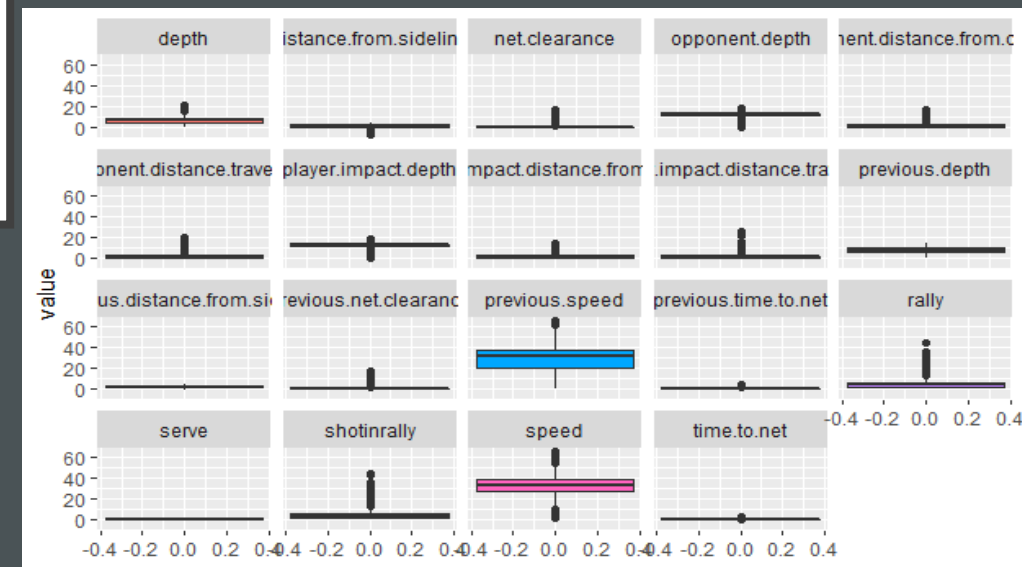 depth istance.from.sidelin net.clearance opponent.depth nent.distance.from.c
60
40
20
0
onent.distance.trave player.impact.depth mpact.distance.from .impact.distance.tra previous.depth
60
40
20
0
us.distance.from.si revious.net.clearanc previous.speed previous.time.to.net rally
60
40
20
0
-0.4 -0.2 0.0 0.2 0.4
serve shotinrally speed time.to.net
60
40
20
0
-0.4 -0.2 0.0 0.2 0.4 -0.4 -0.2 0.0 0.2 0.4 -0.4 -0.2 0.0 0.2 0.4 -0.4 -0.2 0.0 0.2 0.4
value